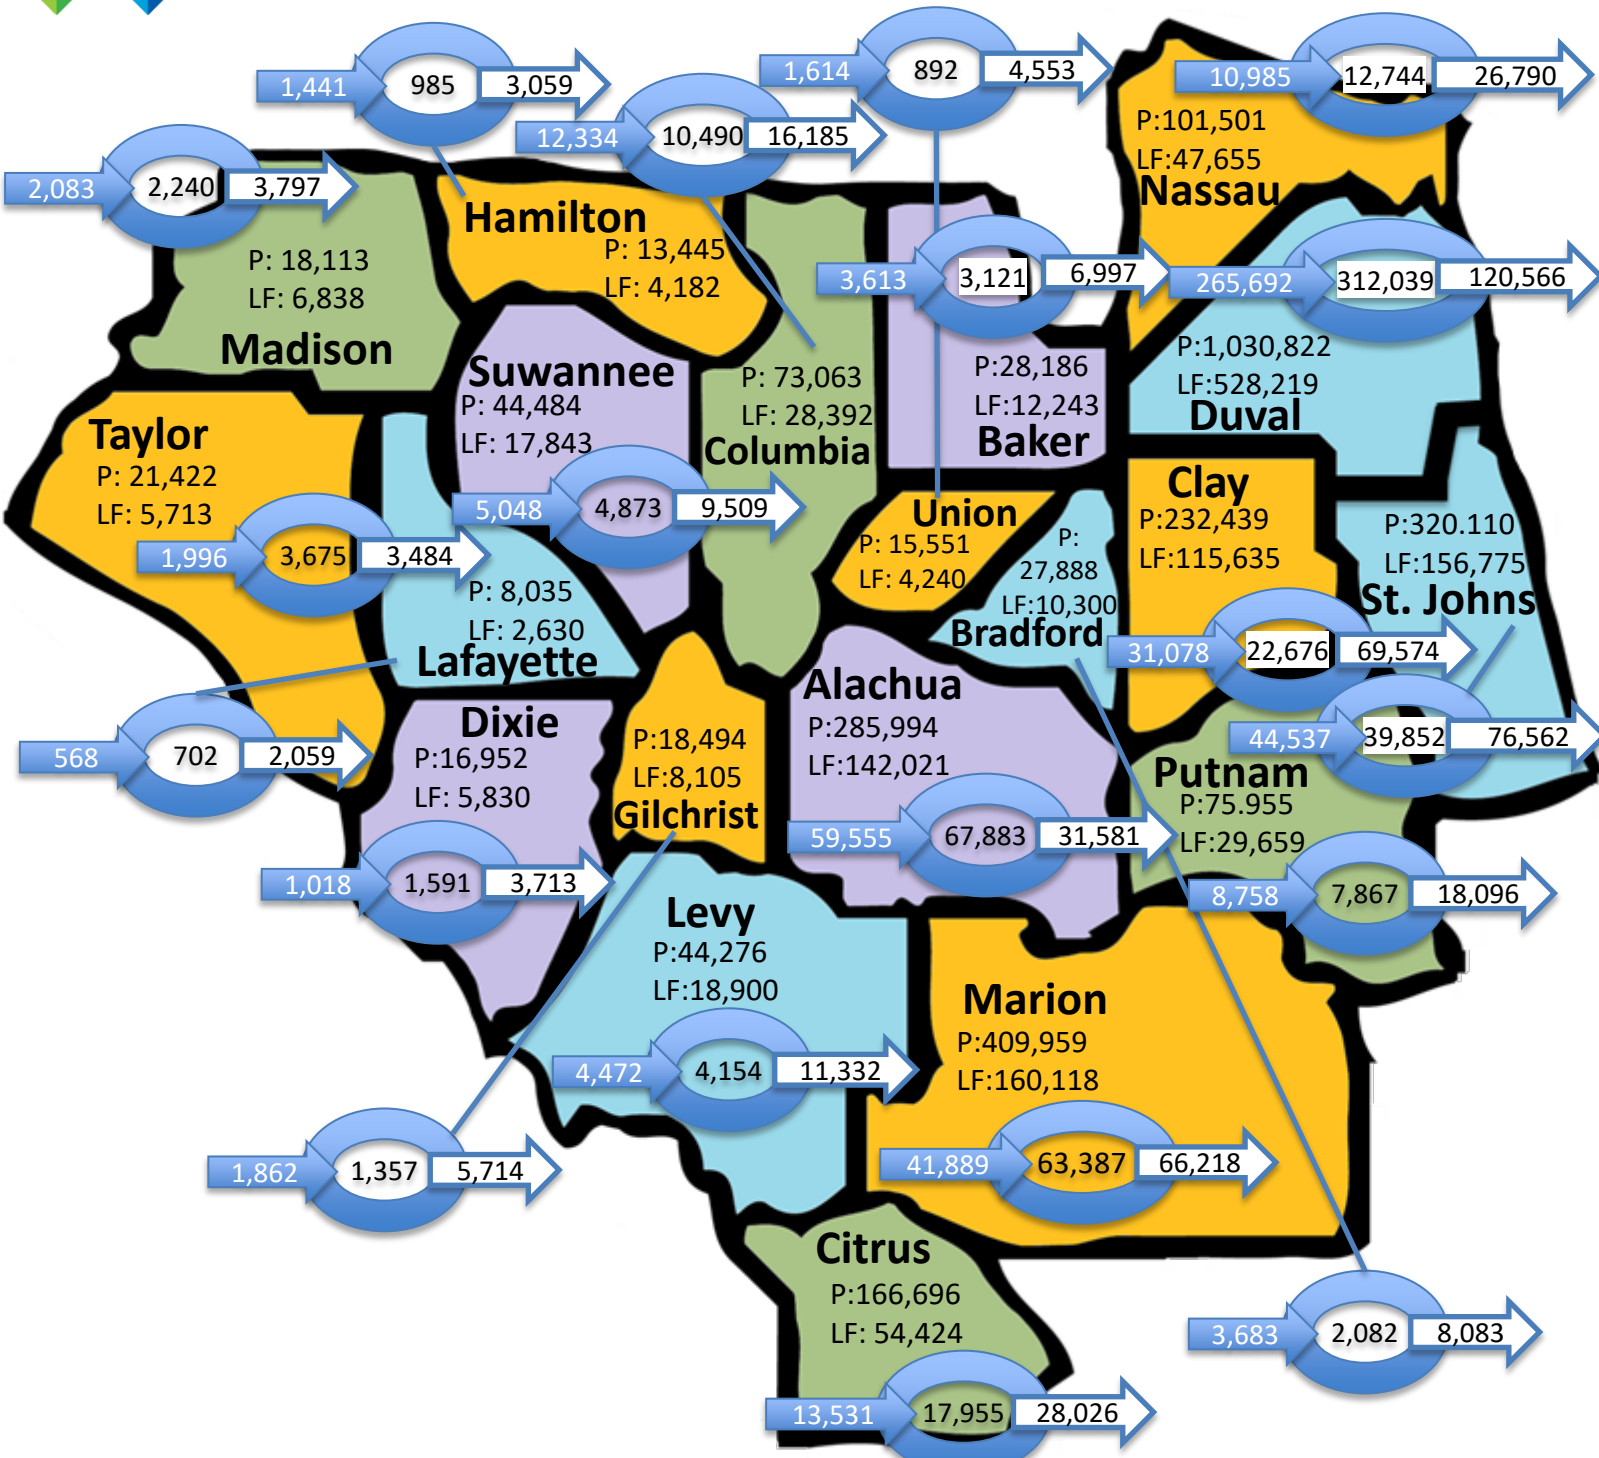 1,441
985
3,059
1,614
892
4,553
10,985
12,744
26,790
12,334
10,490
16,185
P:101,501
LF:47,655
Nassau
2,083
2,240
3,797
Hamilton
P: 13,445
LF: 4,182
P: 18,113
LF: 6,838
Madison
3,613
3,121
6,997
265,692
312,039
120,566
P:1,030,822
LF:528,219
Duval
Suwannee
P: 44,484
LF: 17,843
P: 73,063
LF: 28,392
Columbia
P:28,186
LF:12,243
Baker
Taylor
P: 21,422
LF: 5,713
5,048
4,873
9,509
1,996
3,675
3,484
Union
P: 15,551
LF: 4,240
Clay
P:232,439
LF:115,635
P:320.110
LF:156,775
St. Johns
P:
27,888
LF:10,300
Bradford
P: 8,035
LF: 2,630
Lafayette
31,078
22,676
69,574
Alachua
P:285,994
LF:142,021
44,537
39,852
76,562
568
702
2,059
Dixie
P:16,952
LF: 5,830
P:18,494
LF:8,105
Gilchrist
Putnam
P:75.955
LF:29,659
59,555
67,883
31,581
1,018
1,591
3,713
8,758
7,867
18,096
Levy
P:44,276
LF:18,900
Marion
P:409,959
LF:160,118
4,472
4,154
11,332
1,862
1,357
5,714
41,889
63,387
66,218
Citrus
P:166,696
LF: 54,424
3,683
2,082
8,083
13,531
17,955
28,026